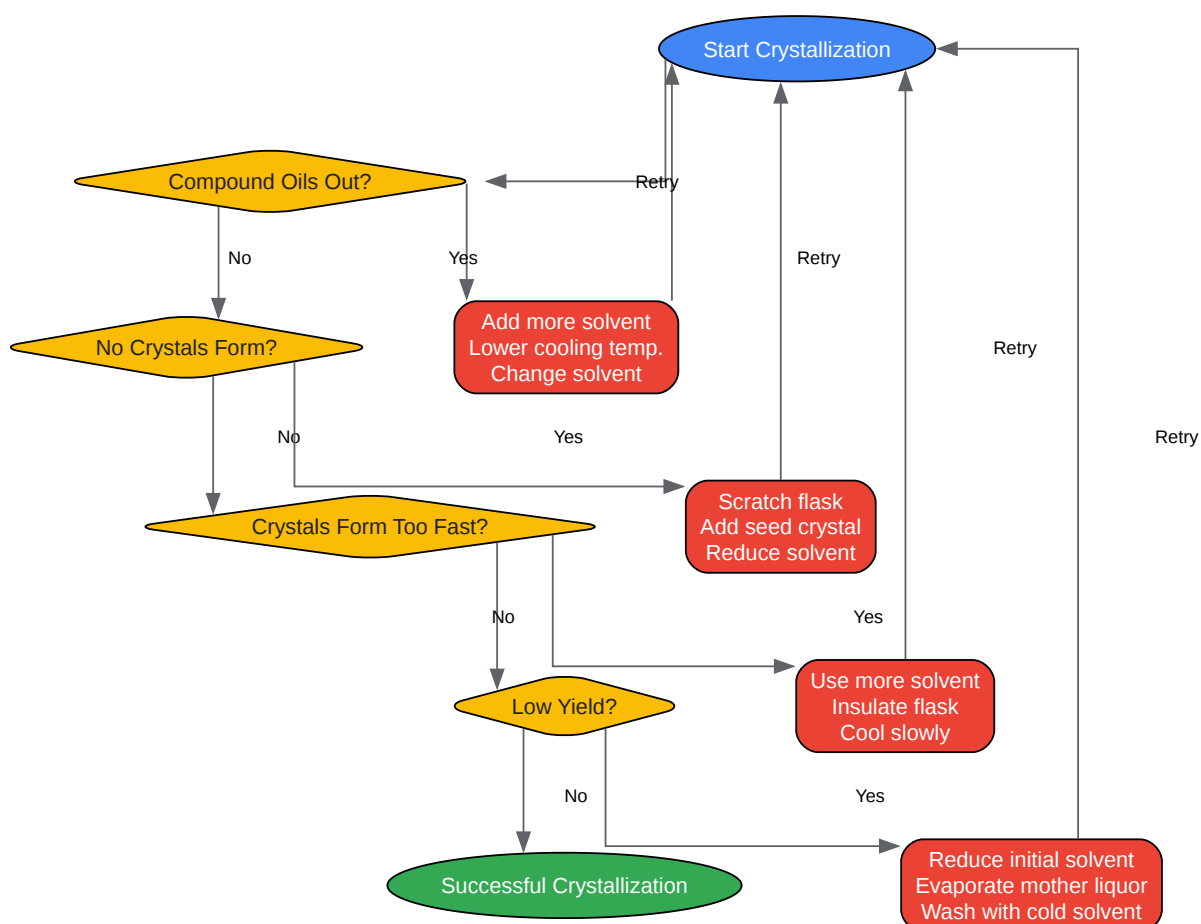 Start Crystallization
Compound Oils Out?
Retry
No
Yes
Retry
Add more solvent
Lower cooling temp.
Change solvent
No Crystals Form?
Retry
No
Yes
Retry
Scratch flask
Add seed crystal
Reduce solvent
Crystals Form Too Fast?
No
Yes
Use more solvent
Insulate flask
Cool slowly
Low Yield?
No
Yes
Reduce initial solvent
Evaporate mother liquor
Wash with cold solvent
Successful Crystallization